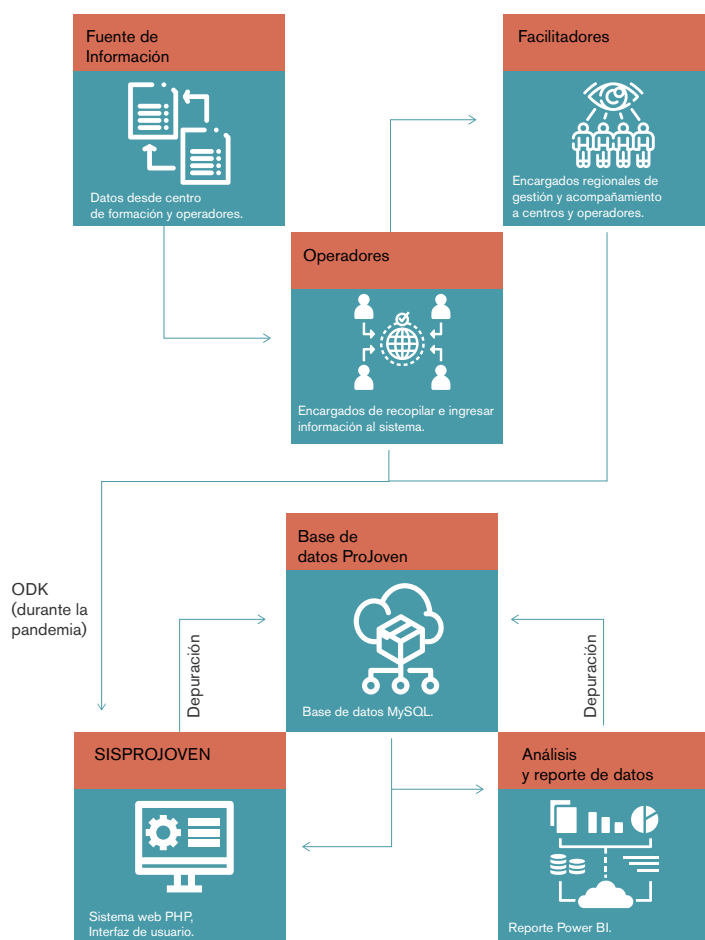 Fuente de
Información
Datos desde centro
de formación y operadores.
Facilitadores
Encargados regionales de
gestión y acompañamiento
a centros y operadores.
Operadores
Encargados de recopilar e ingresar
información al sistema.
ODK
(durante la
pandemia)
Base de
datos ProJoven
Base de datos MySQL.
Depuración
Depuración
SISPROJOVEN
Sistema web PHP,
Interfaz de usuario.
Análisis
y reporte de datos
Reporte Power BI.